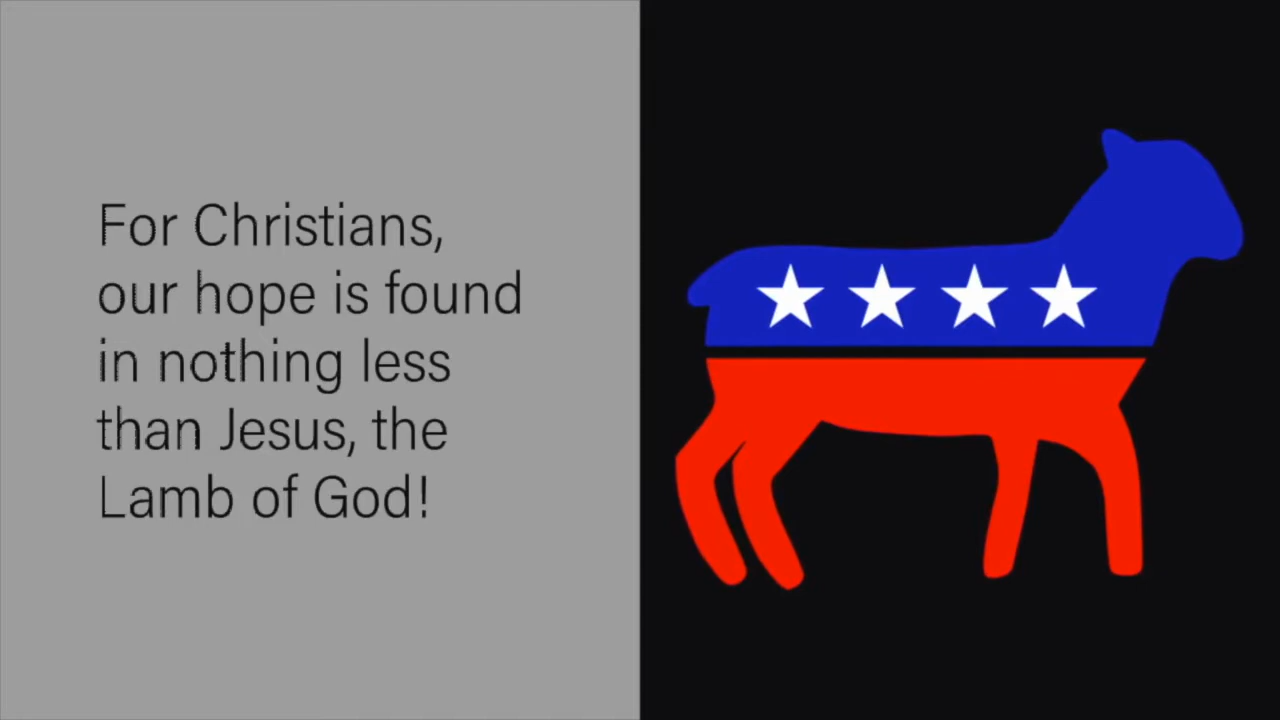 For Christians,
our hope is found
in nothing less
than Jesus, the
Lamb of God!